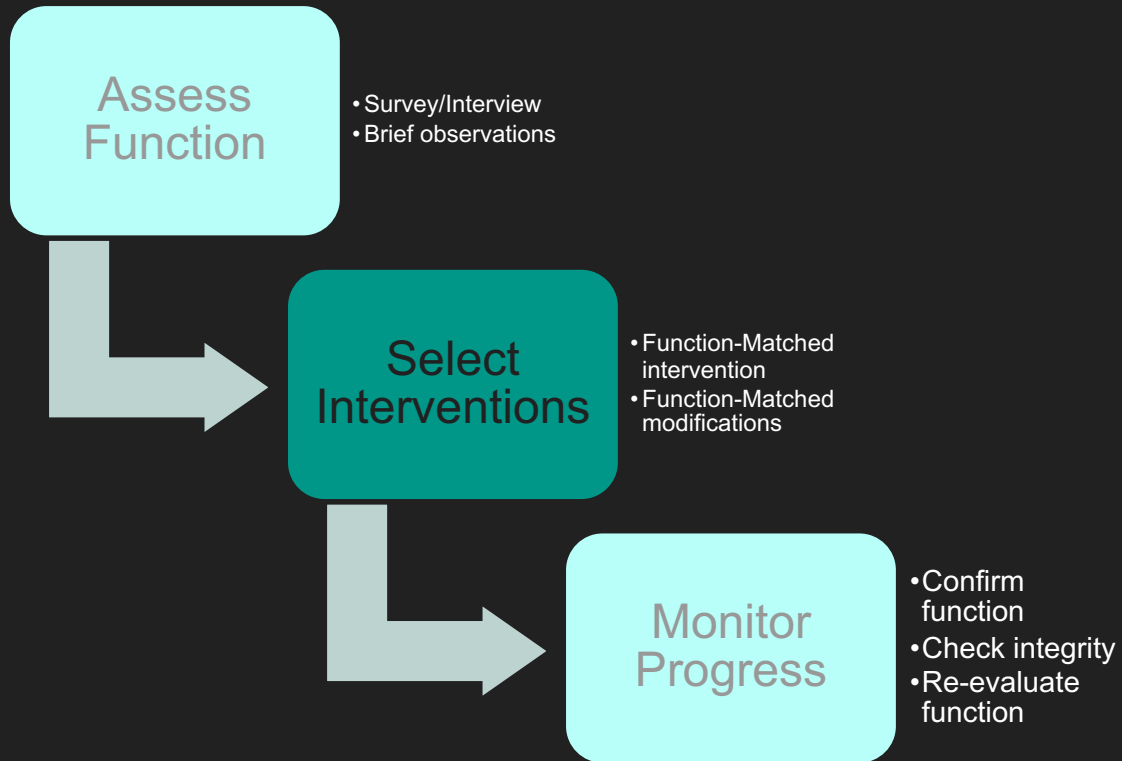 Assess
Function
•Survey/Interview
•Brief observations
Select
Interventions
•Function-Matched
intervention
•Function-Matched
modifications
Monitor
Progress
•Confirm
function
•Check integrity
•Re-evaluate
function